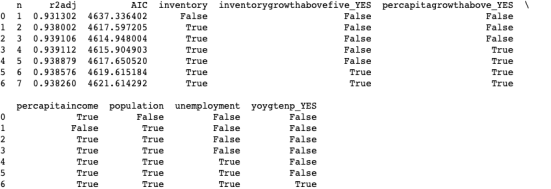 n r2adj AIC inventory inventorygrowthabovefive_YES percapitagrowthabove_YES \
0 1 0.931302 4637.336402 False False False
1 2 0.938002 4617.597205 True False False
2 3 0.939106 4614.948004 True False False
3 4 0.939112 4615.904903 True False True
4 5 0.938879 4617.650520 True False True
5 6 0.938576 4619.615184 True True True
6 7 0.938260 4621.614292 True True True
percapitaincome population unemployment yoygtenp_YES
0 True False False False
1 False True False False
2 True True False False
3 True True False False
4 True True True False
5 True True True False
6 True True True True